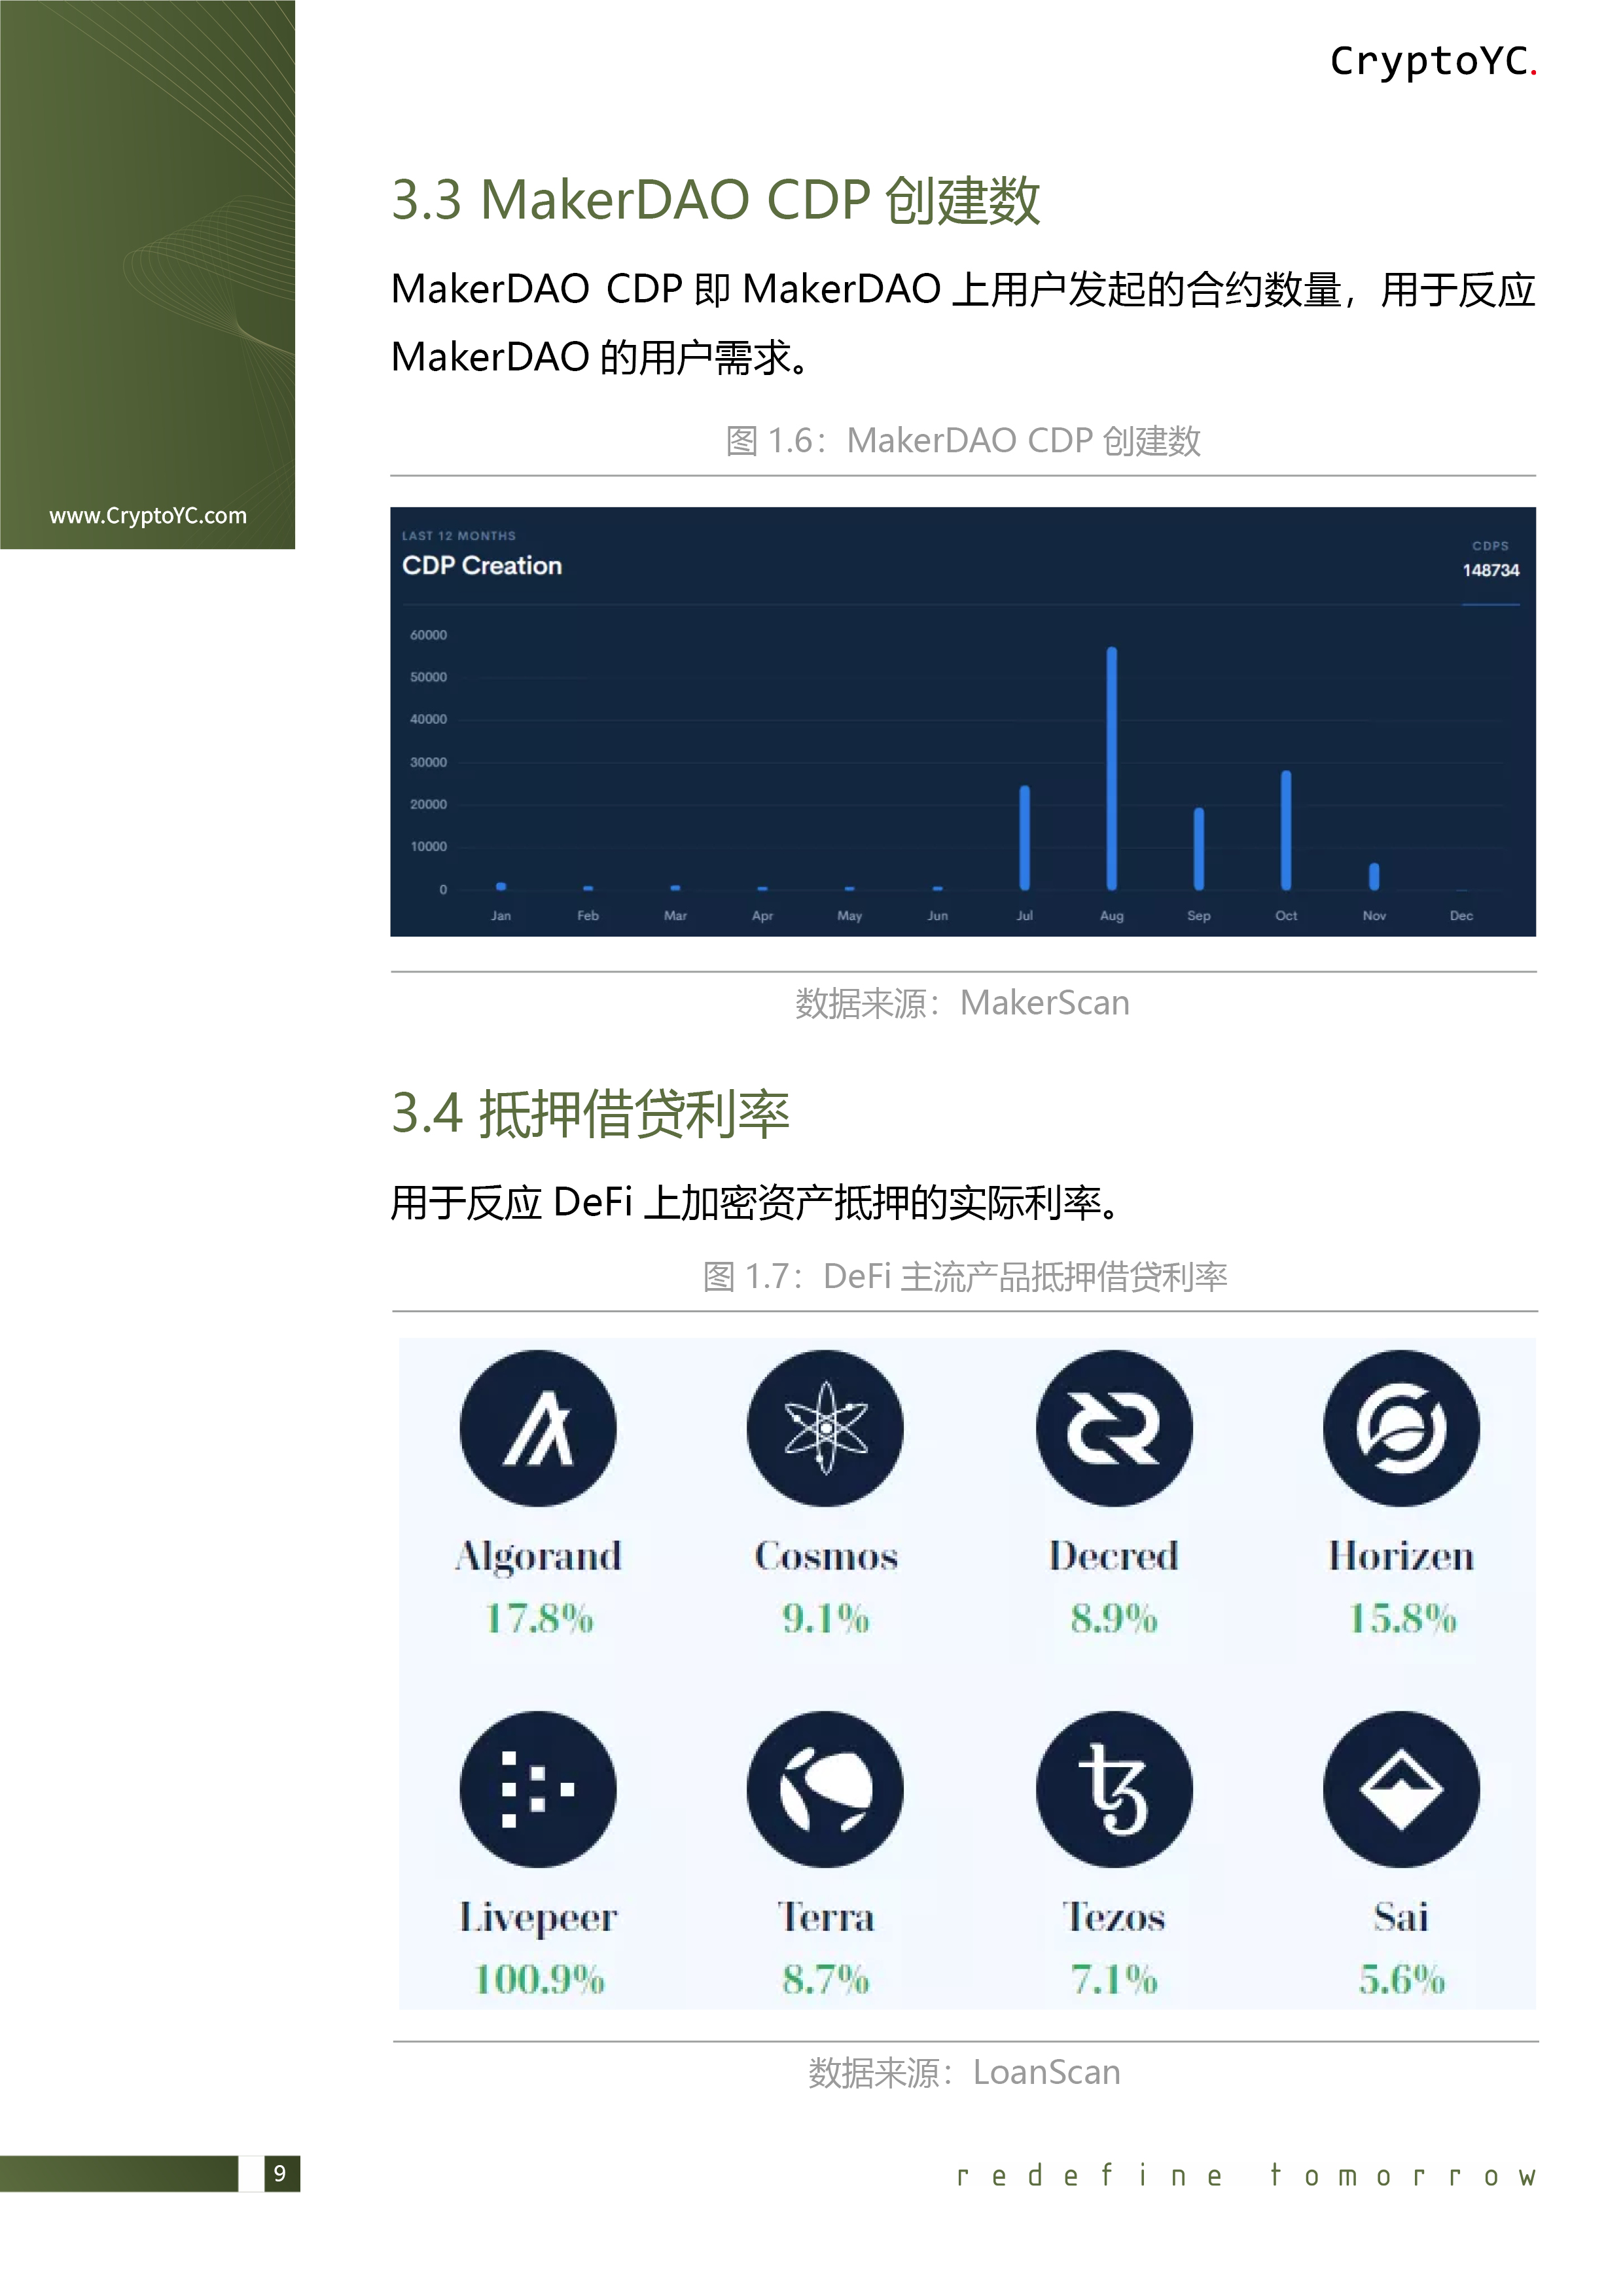 CryptoYC.
www.CryptoYC.com
3.3 MakerDAO CDP 创建数
MakerDAO CDP 即 MakerDAO 上用户发起的合约数量，用于反应
MakerDAO 的用户需求。
图 1.6：MakerDAO CDP 创建数
LAST 12 MONTHS
CDP Creation
CDPS
148734
60000
50000
40000
30000
20000
10000
0
Jan Feb Mar Apr May Jun Jul Aug Sep Oct Nov Dec
数据来源：MakerScan
3.4 抵押借贷利率
用于反应 DeFi 上加密资产抵押的实际利率。
图 1.7：DeFi 主流产品抵押借贷利率
Algorand Cosmos Decred Horizen
17.8% 9.1% 8.9% 15.8%
Livepeer Terra Tezos Sai
100.9% 8.7% 7.1% 5.6%
数据来源：LoanScan
9
redefine tomorrow